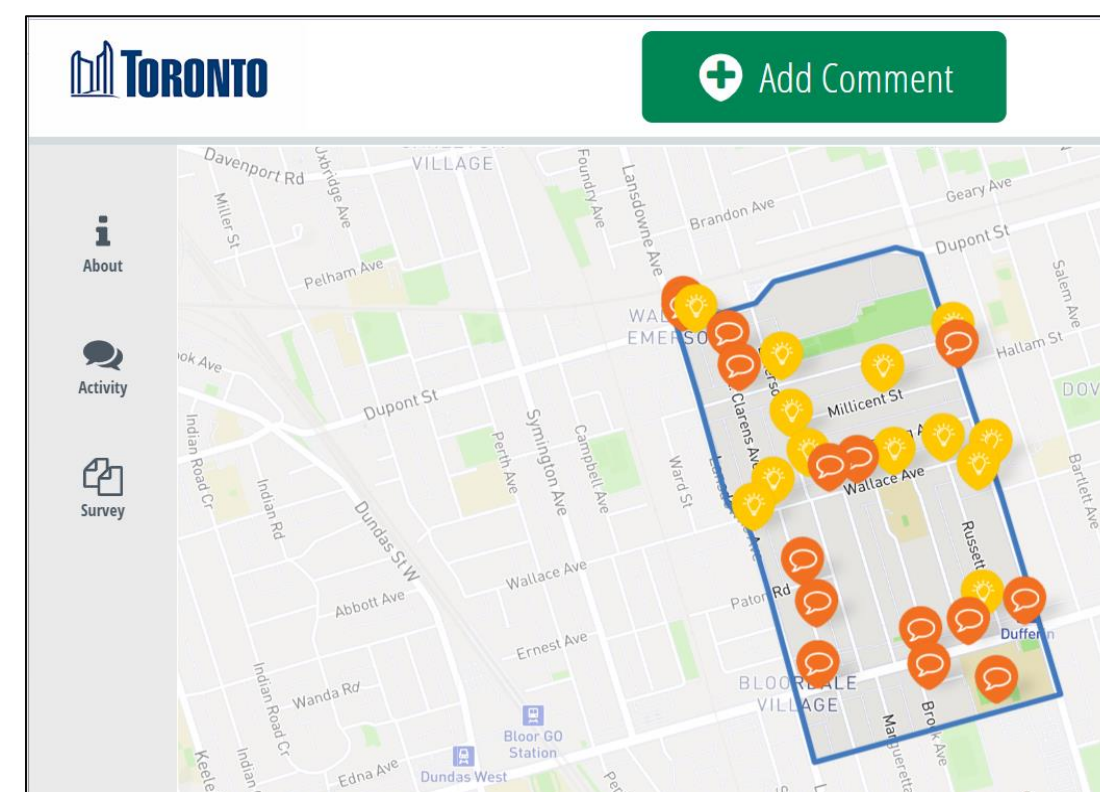 TORONTO
Add Comment
About
Activity
Survey
VILLAGE
Davenport Rd
Uxbridge Ave
Foundry Ave
Lansdowne Ave
Miller St
Brandon Ave
Geary Ave
Dupont St
Salem Ave
Pelham Ave
Hallam St
Dupont St
Millicent St
Clarens Ave
Symington Ave
Campbell Ave
Perth Ave
Ward St
Wallace Ave
Bartlett Ave
Indian Road Cr
Indian Rd
Dundas St W
Russett
Wallace Ave
Paton Rd
Abbott Ave
Ernest Ave
Wanda Rd
Indian Road Cr
VILLAGE
Bloor GO
Station
Dundas West
Edna Ave
Keele
Indian